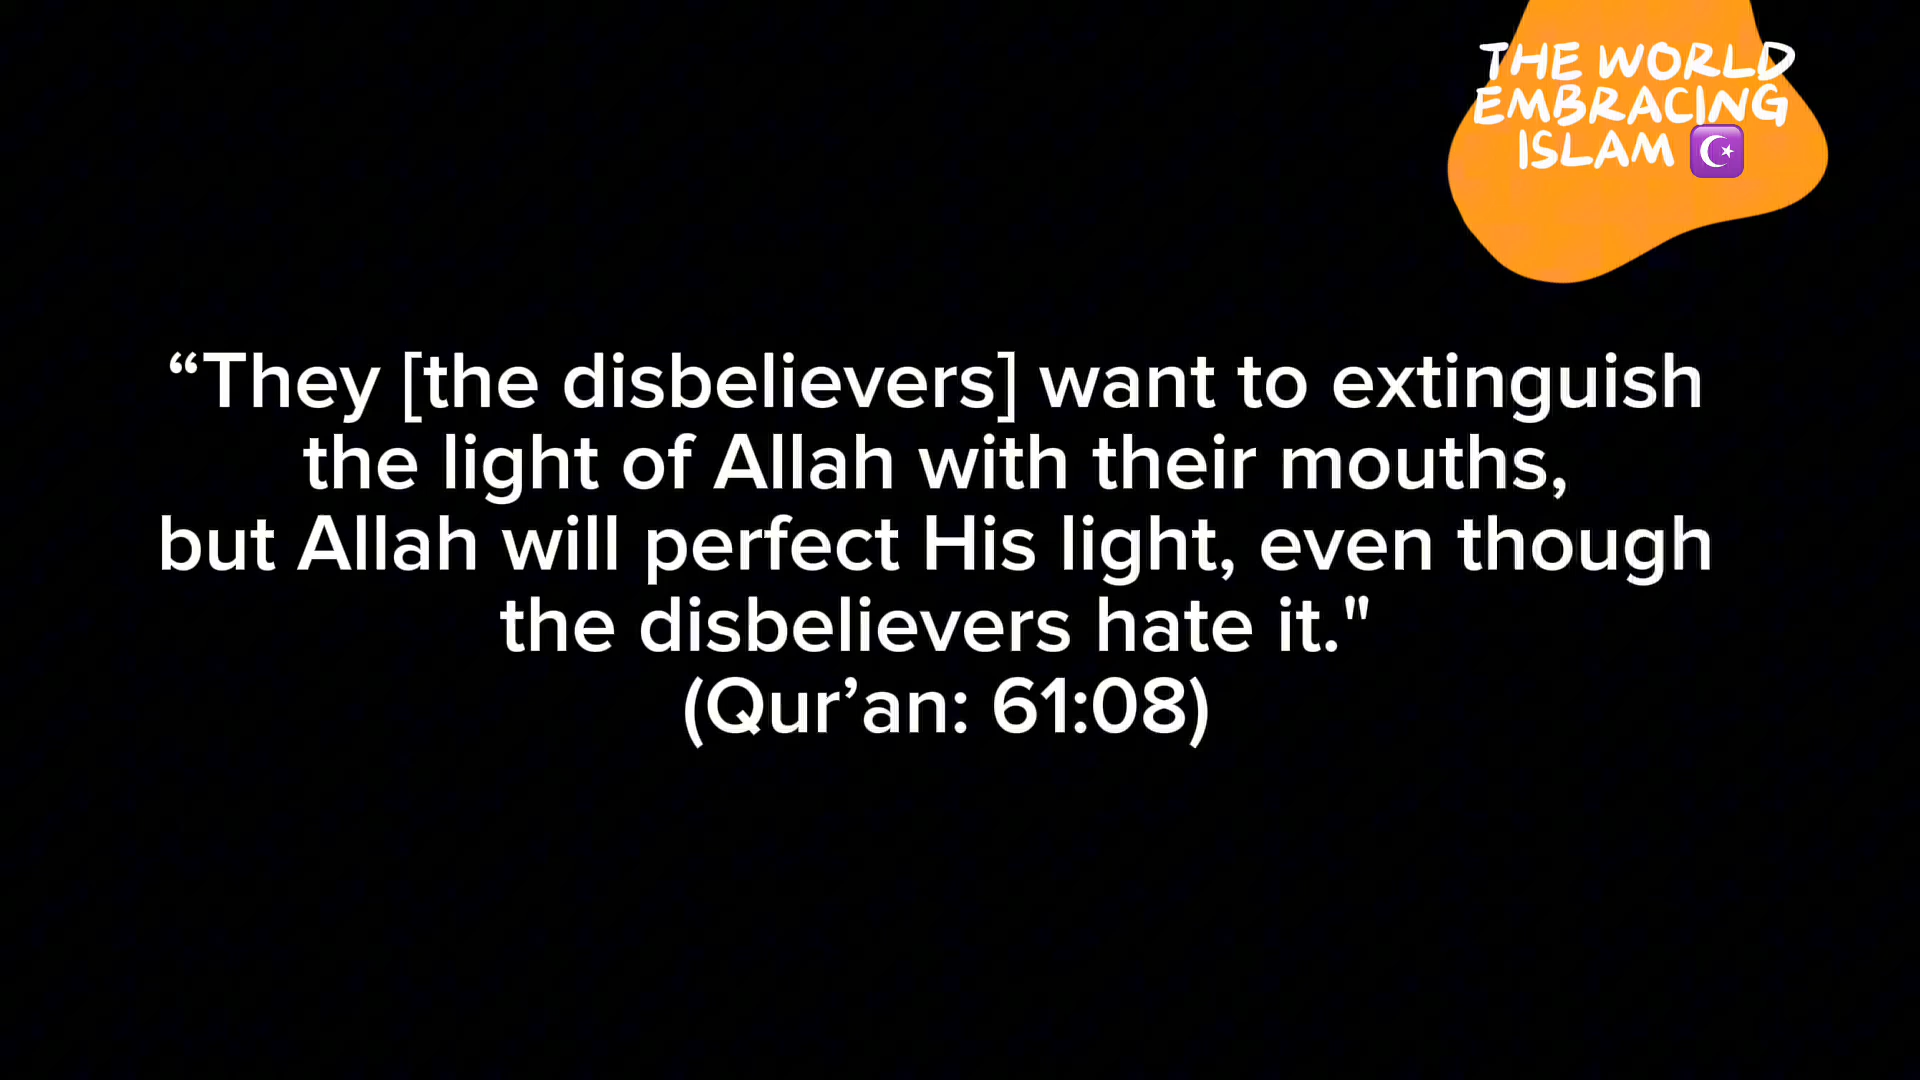 THE WORLD
EMBRACING
ISLAM ☪️
“They [the disbelievers] want to extinguish
the light of Allah with their mouths,
but Allah will perfect His light, even though
the disbelievers hate it."
(Qur’an: 61:08)